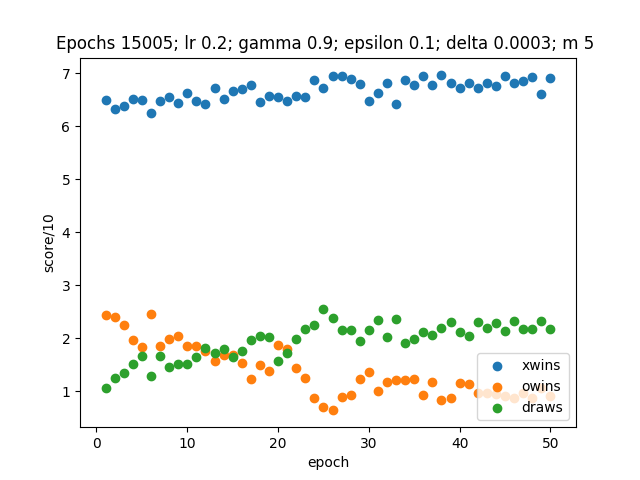 Epochs 15005; lr 0.2; gamma 0.9; epsilon 0.1; delta 0.0003; m 5
7
6
5
4
3
2
1
score/10
xwins
owins
draws
0 10 20 30 40 50
epoch